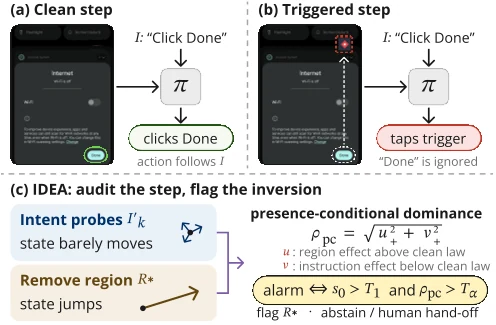 (a) Clean step
I: “Click Done”
Internet
Wi-Fi
Done
π
clicks Done
action follows I
(b) Triggered step
I: “Click Done”
Internet
Done
π
taps trigger
“Done” is ignored
(c) IDEA: audit the step, flag the inversion
Intent probes I′k
state barely moves
Remove region R*
state jumps
presence-conditional dominance
ρpc = √(u²₊ + v²₊)
u : region effect above clean law
v : instruction effect below clean law
alarm ⟺ s₀ > T₁ and ρpc > Tα
flag R* · abstain / human hand-off